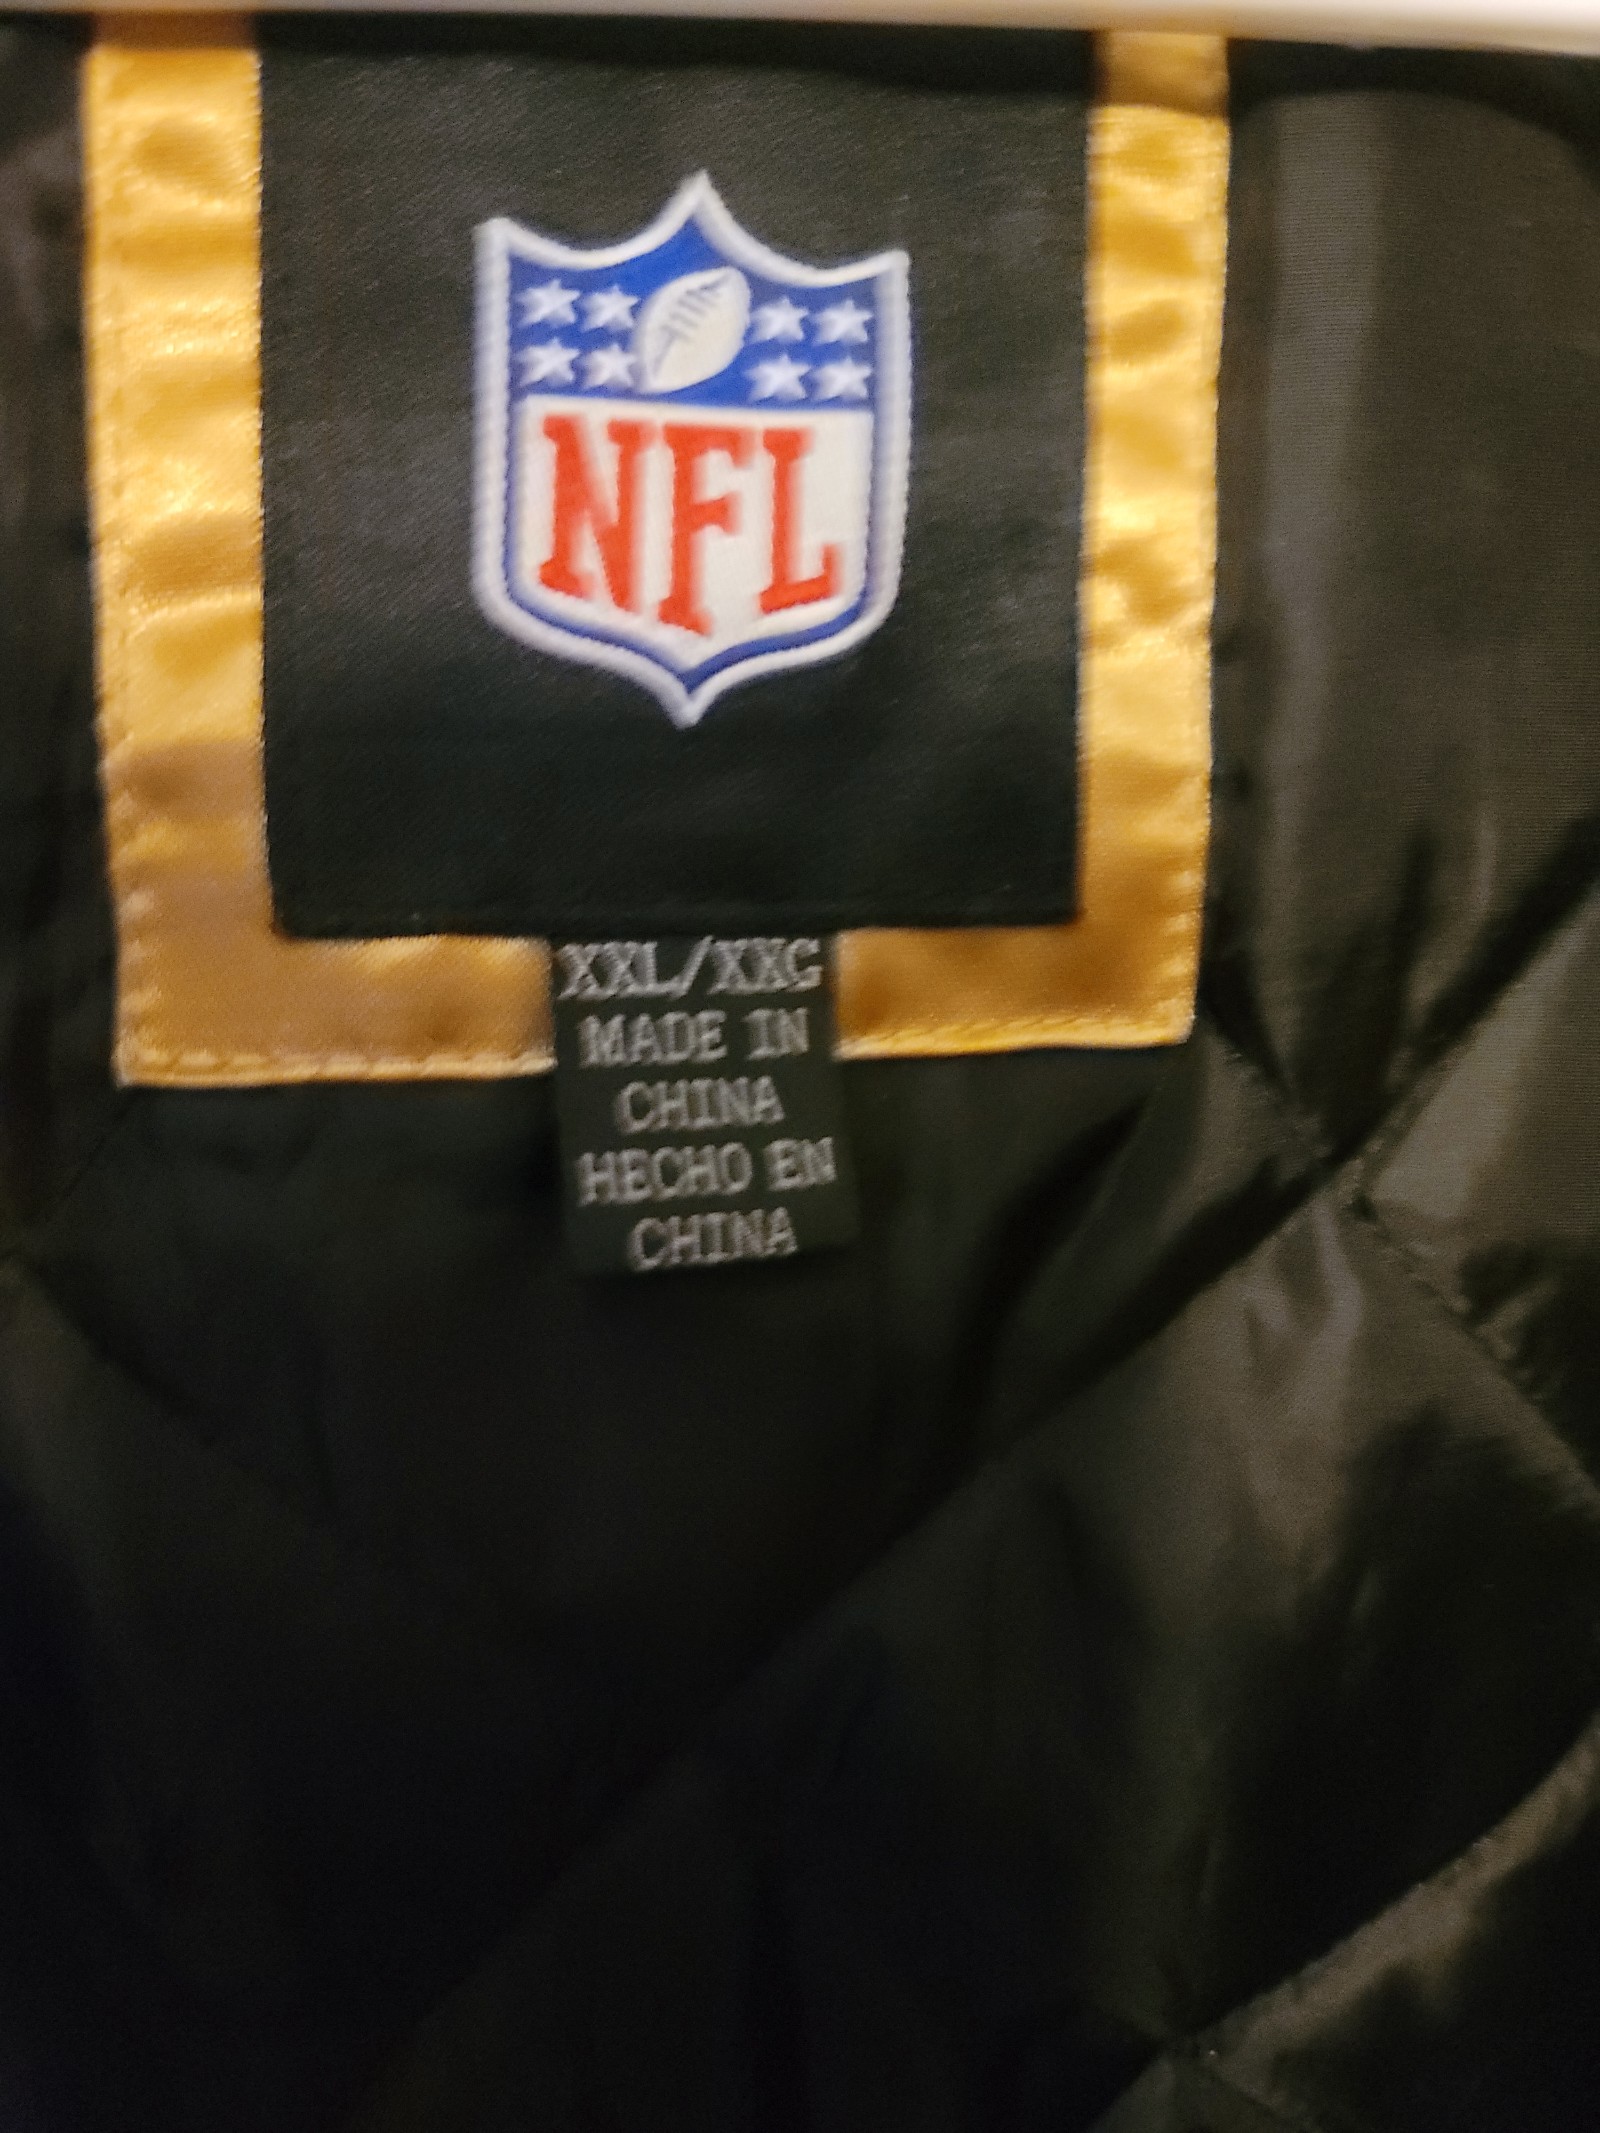 NFL
XXL/XXG
MADE IN
CHINA
HECHO EN
CHINA